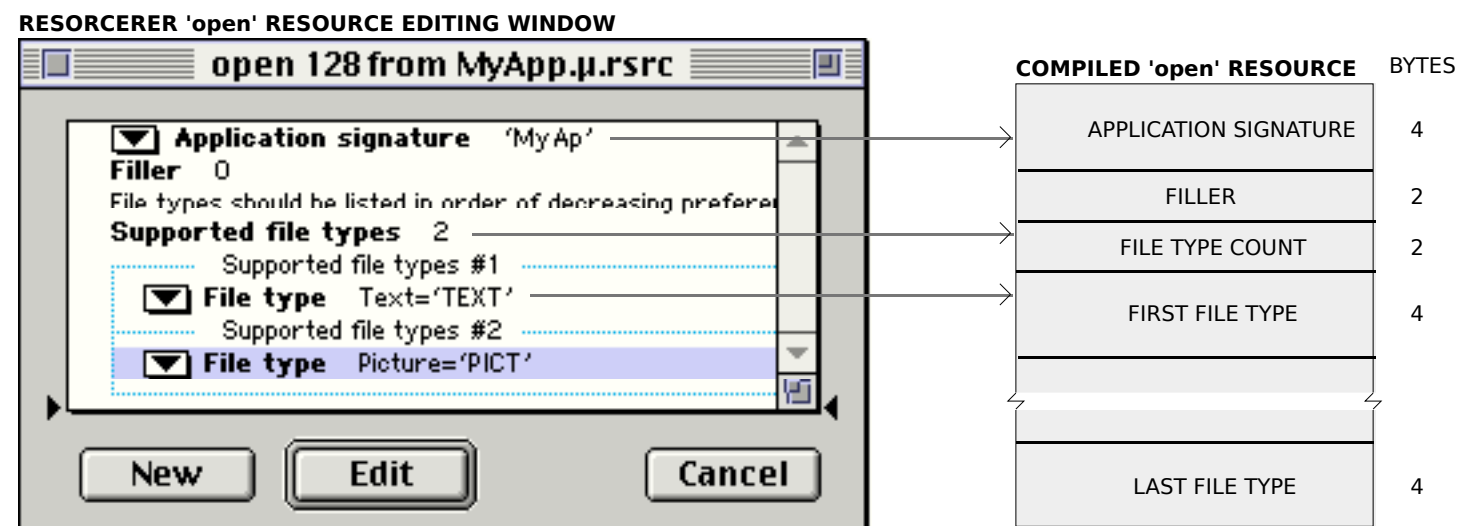 RESORCERER 'open' RESOURCE EDITING WINDOW
open 128 from MyApp.µ.rsrc
Application signature 'MyAp'
Filler 0
File types should be listed in order of decreasing prefere
Supported file types 2
Supported file types #1
File type Text='TEXT'
Supported file types #2
File type Picture='PICT'
New Edit Cancel
COMPILED 'open' RESOURCE BYTES
APPLICATION SIGNATURE 4
FILLER 2
FILE TYPE COUNT 2
FIRST FILE TYPE 4
LAST FILE TYPE 4